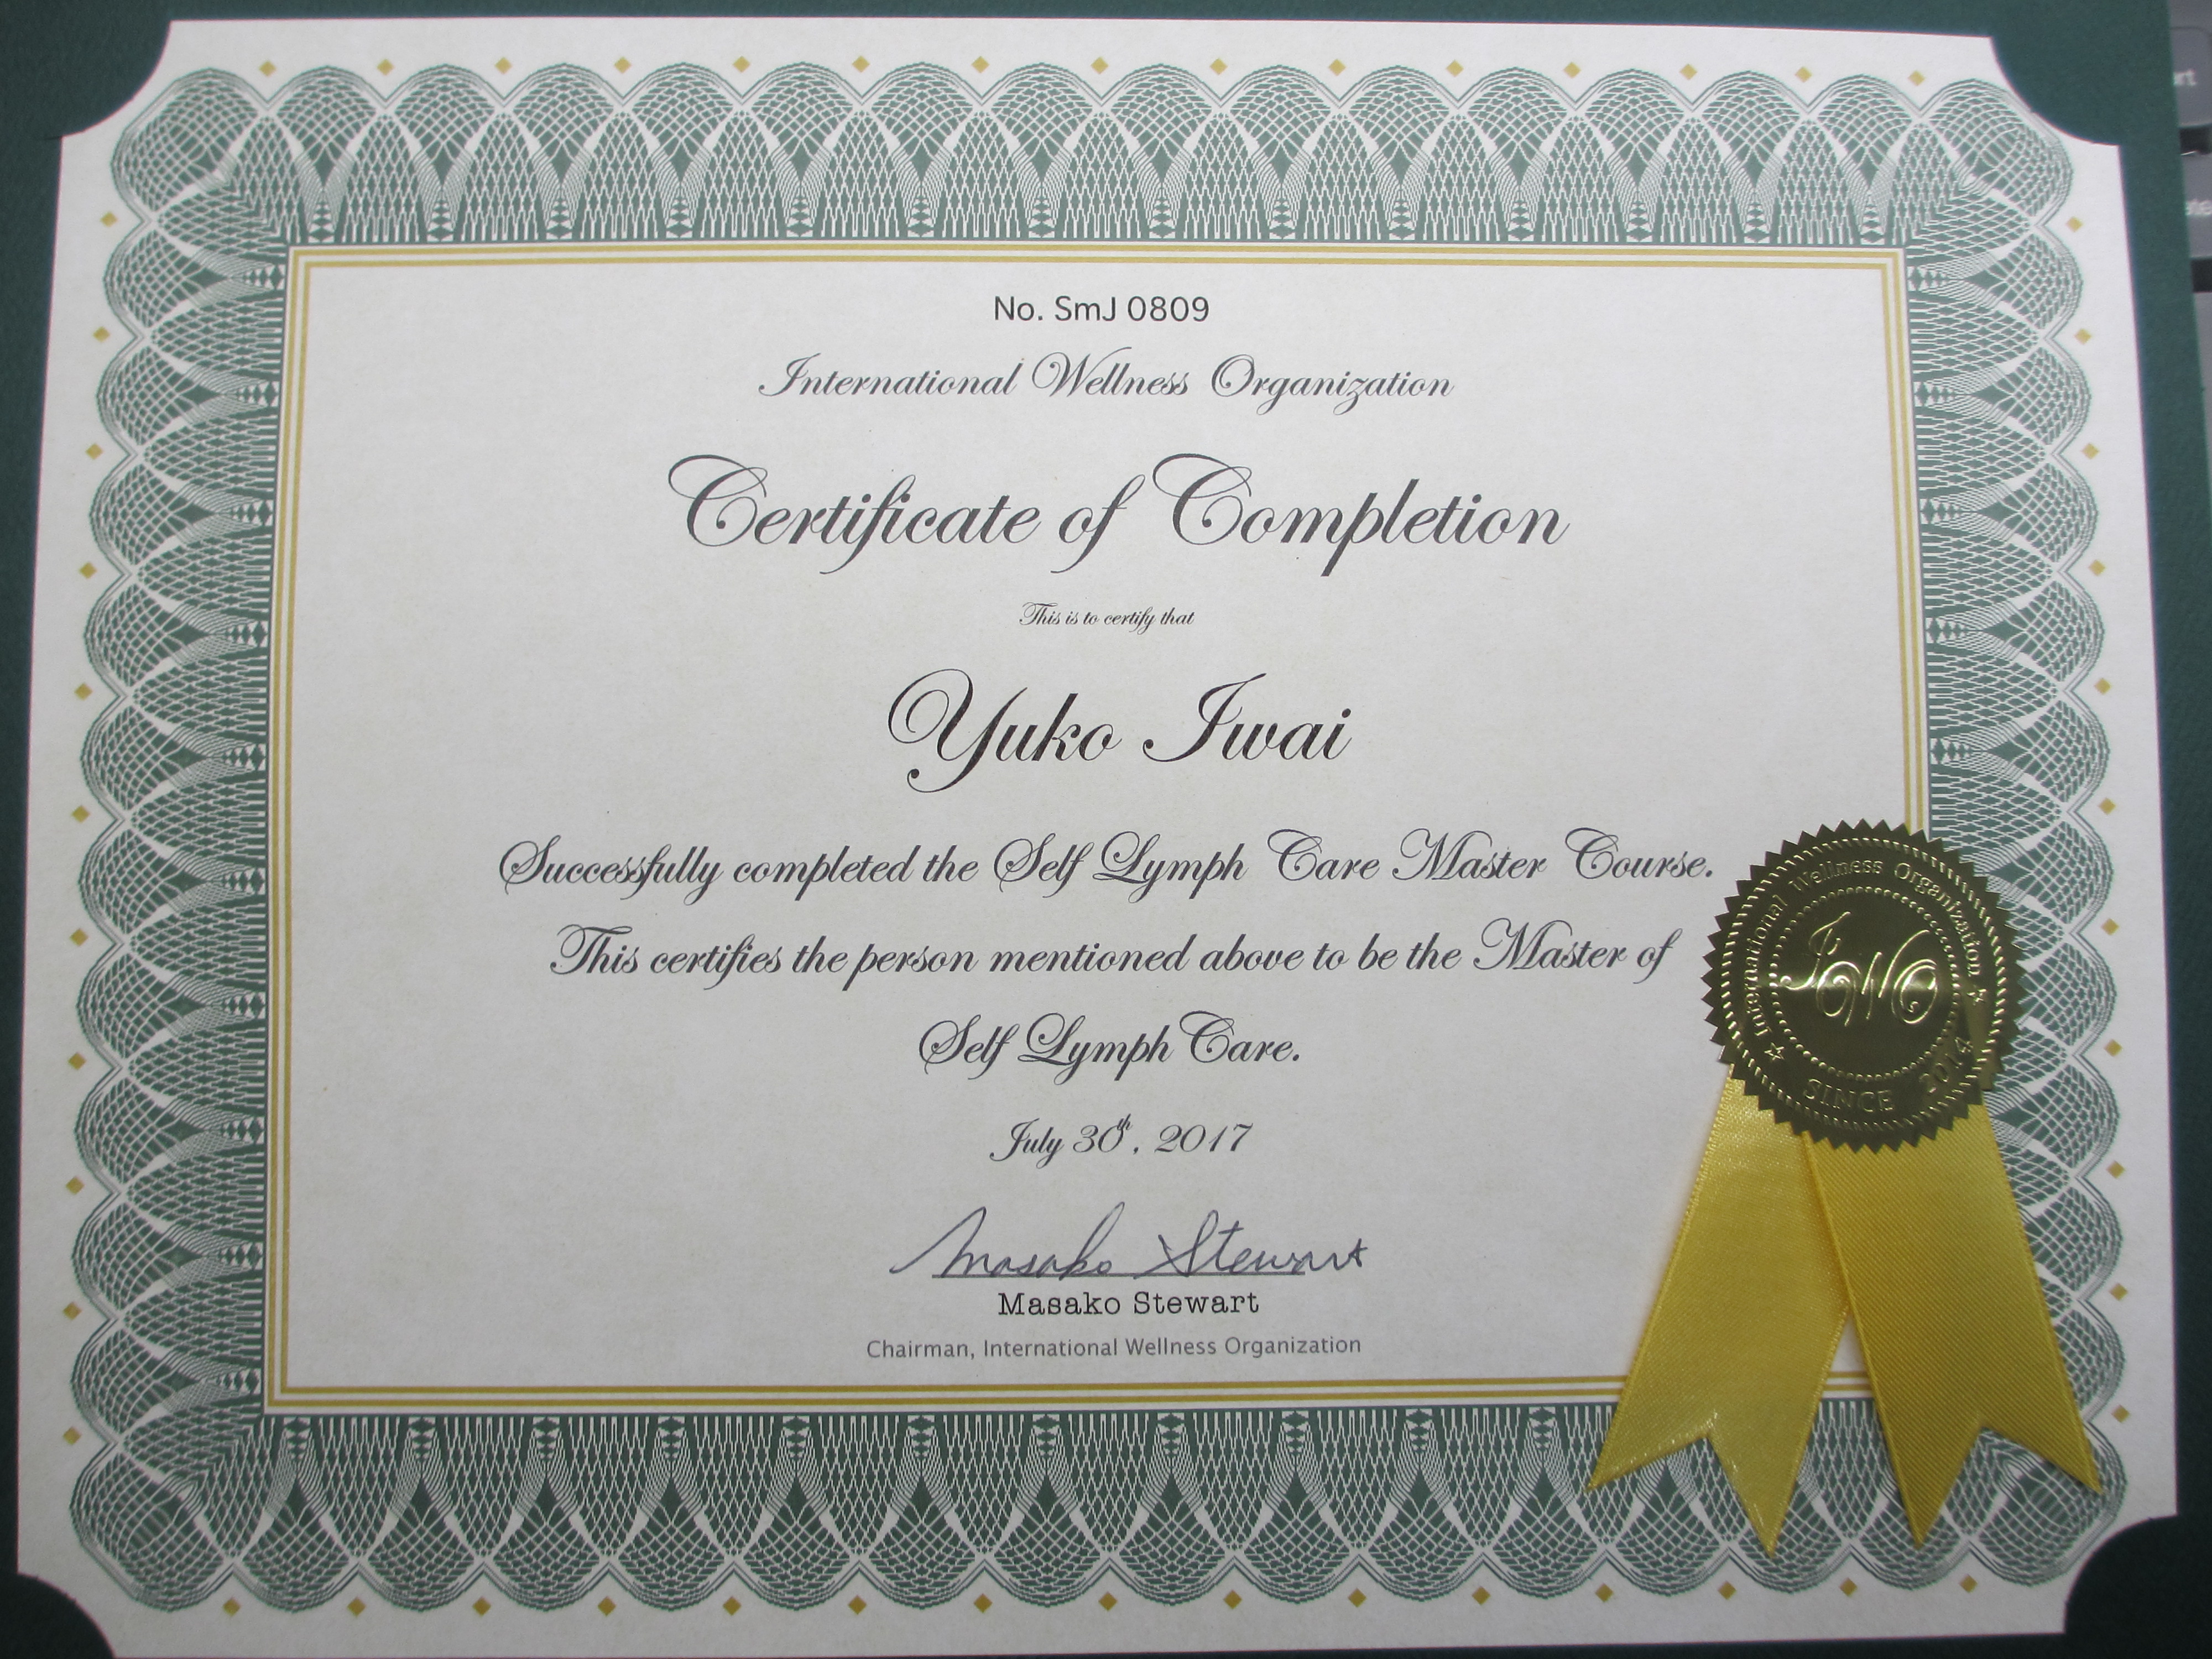 No. SmJ 0809
International Wellness Organization
Certificate of Completion
This is to certify that
Yuko Iwai
Successfully completed the Self Lymph Care Master Course.
This certifies the person mentioned above to be the Master of
Self Lymph Care.
July 30th, 2017
Masako Stewart
Masako Stewart
Chairman, International Wellness Organization
International Wellness Organization
IWO
SINCE 2014